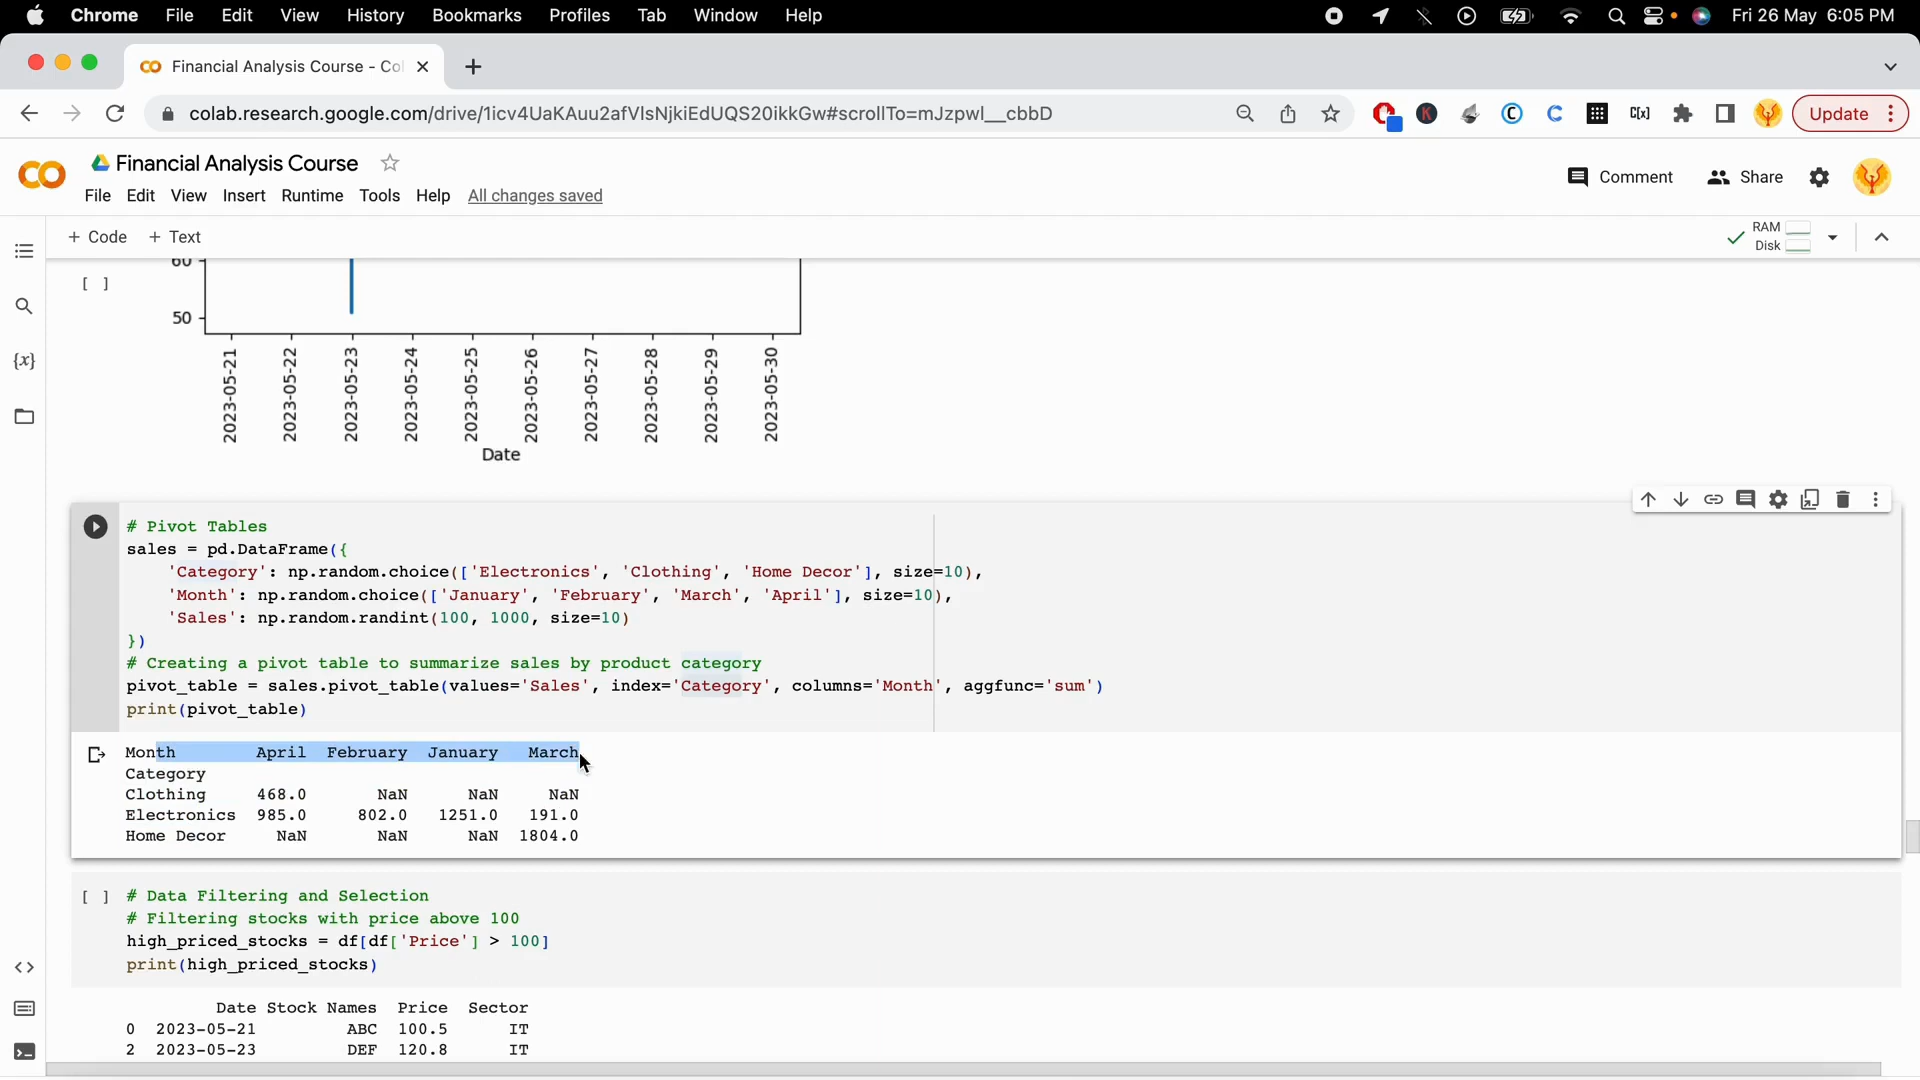 Chrome File Edit View History Bookmarks Profiles Tab Window Help Fri 26 May 6:05 PM
Financial Analysis Course - Co
colab.research.google.com/drive/1icv4UaKAuu2afVlsNjkiEdUQS20ikkGw#scrollTo=mJzpwl__cbbD Update
Financial Analysis Course
Comment Share
File Edit View Insert Runtime Tools Help All changes saved
+ Code + Text RAM
Disk
60
[ ]
50
2023-05-21 2023-05-22 2023-05-23 2023-05-24 2023-05-25 2023-05-26 2023-05-27 2023-05-28 2023-05-29 2023-05-30
Date
# Pivot Tables
sales = pd.DataFrame({
'Category': np.random.choice(['Electronics', 'Clothing', 'Home Decor'], size=10),
'Month': np.random.choice(['January', 'February', 'March', 'April'], size=10),
'Sales': np.random.randint(100, 1000, size=10)
})
# Creating a pivot table to summarize sales by product category
pivot_table = sales.pivot_table(values='Sales', index='Category', columns='Month', aggfunc='sum')
print(pivot_table)
Month April February January March
Category
Clothing 468.0 NaN NaN NaN
Electronics 985.0 802.0 1251.0 191.0
Home Decor NaN NaN NaN 1804.0
[ ] # Data Filtering and Selection
# Filtering stocks with price above 100
high_priced_stocks = df[df['Price'] > 100]
print(high_priced_stocks)
Date Stock Names Price Sector
0 2023-05-21 ABC 100.5 IT
2 2023-05-23 DEF 120.8 IT